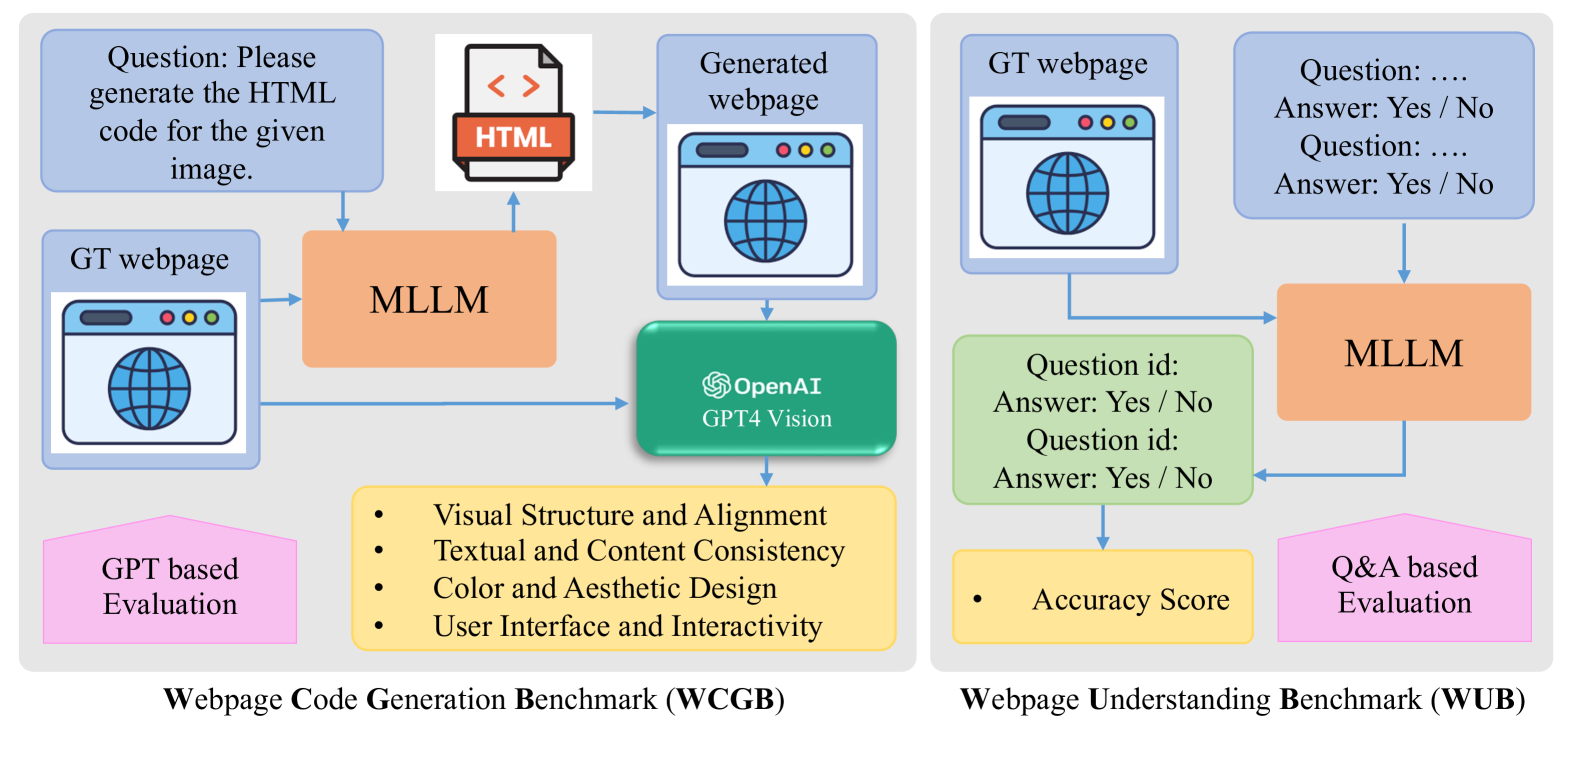 Question: Please
generate the HTML
code for the given
image.
GT webpage
MLLM
HTML
Generated
webpage
OpenAI
GPT4 Vision
• Visual Structure and Alignment
• Textual and Content Consistency
• Color and Aesthetic Design
• User Interface and Interactivity
GPT based
Evaluation
Webpage Code Generation Benchmark (WCGB)
GT webpage
Question: ….
Answer: Yes / No
Question: ….
Answer: Yes / No
MLLM
Question id:
Answer: Yes / No
Question id:
Answer: Yes / No
• Accuracy Score
Q&A based
Evaluation
Webpage Understanding Benchmark (WUB)